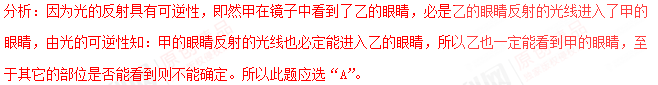 分析：因为光的反射具有可逆性，即然甲在镜子中看到了乙的眼睛，必是乙的眼睛反射的光线进入了甲的
眼睛，由光的可逆性知：甲的眼睛反射的光线也必定能进入乙的眼睛，所以乙也一定能看到甲的眼睛，至
于其它的部位是否能看到则不能确定。所以此题应选“A”。